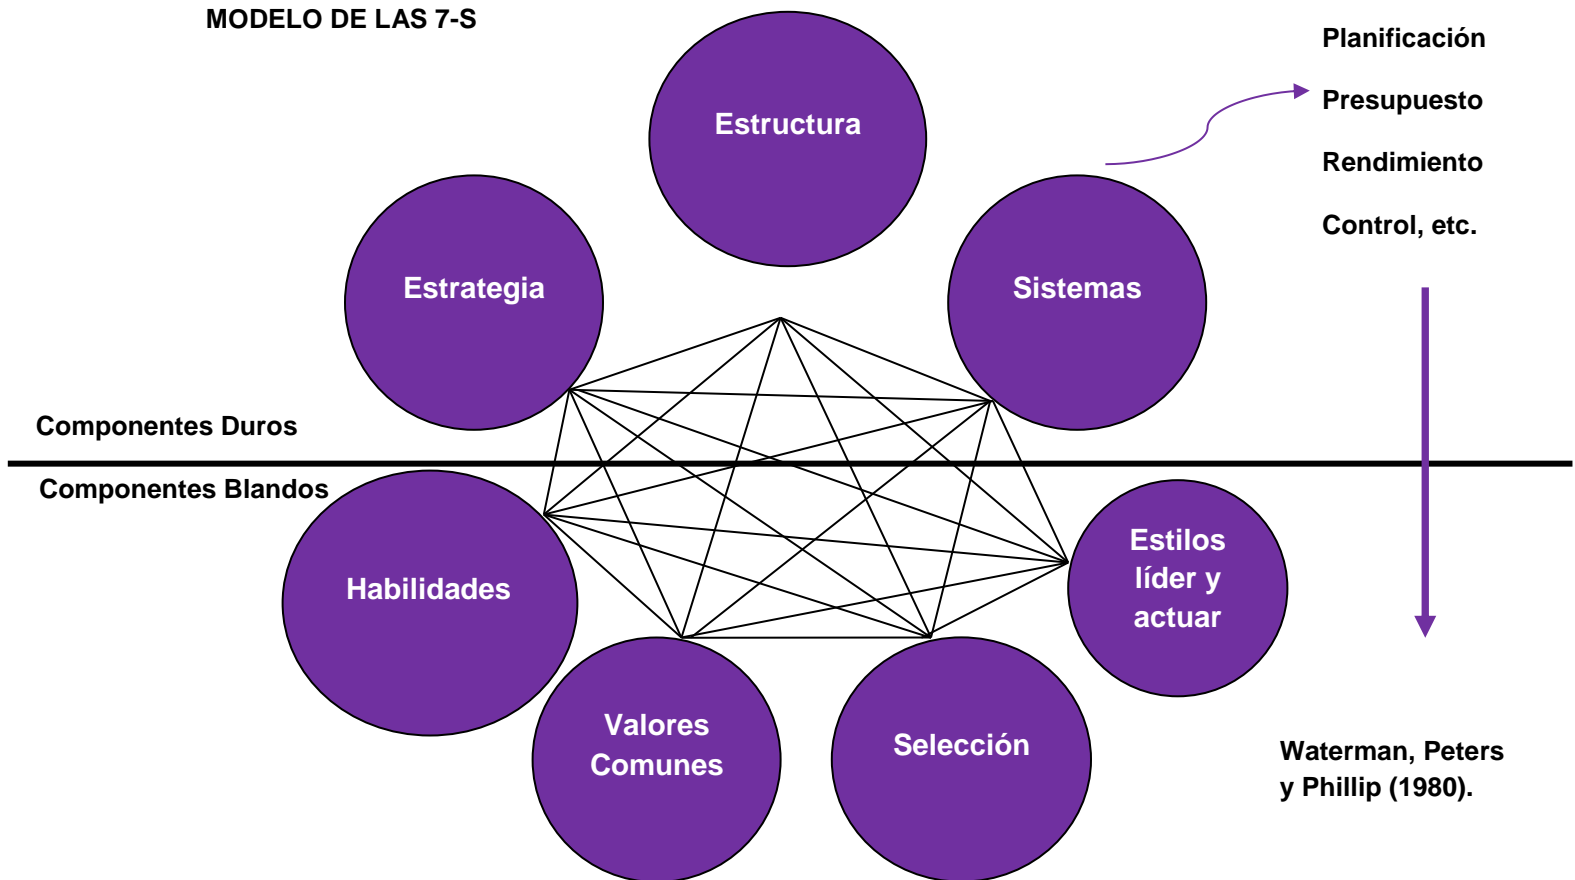 MODELO DE LAS 7-S
Planificación
Presupuesto
Rendimiento
Control, etc.
Estructura
Estrategia
Sistemas
Componentes Duros
Componentes Blandos
Habilidades
Estilos
líder y
actuar
Valores
Comunes
Selección
Waterman, Peters
y Phillip (1980).